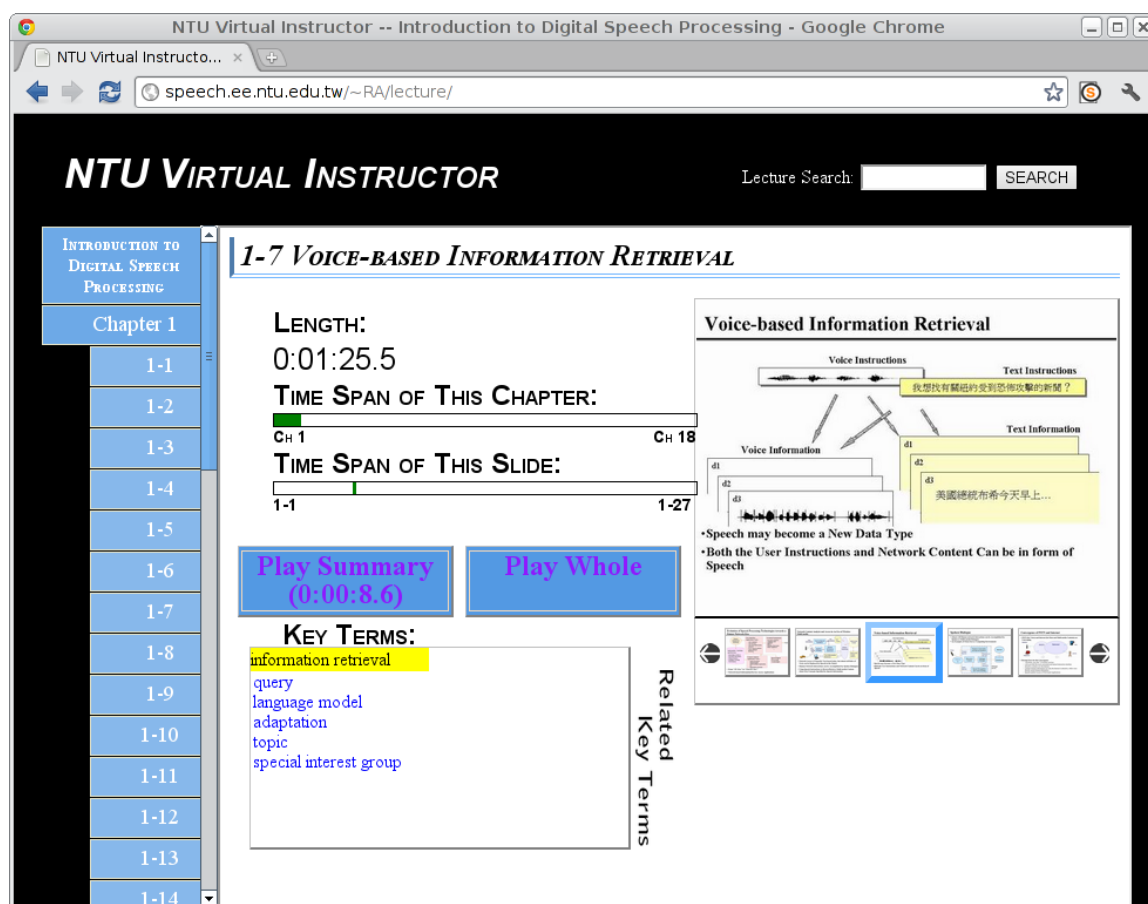 NTU Virtual Instructor -- Introduction to Digital Speech Processing - Google Chrome
NTU Virtual Instructo...
speech.ee.ntu.edu.tw/~RA/lecture/
NTU VIRTUAL INSTRUCTOR
Lecture Search:
SEARCH
INTRODUCTION TO
DIGITAL SPEECH
PROCESSING
Chapter 1
1-1
1-2
1-3
1-4
1-5
1-6
1-7
1-8
1-9
1-10
1-11
1-12
1-13
1-14
1-7 VOICE-BASED INFORMATION RETRIEVAL
LENGTH:
0:01:25.5
TIME SPAN OF THIS CHAPTER:
CH 1
CH 18
TIME SPAN OF THIS SLIDE:
1-1
1-27
Play Summary
(0:00:8.6)
Play Whole
KEY TERMS:
information retrieval
query
language model
adaptation
topic
special interest group
Related
Key Terms
Voice-based Information Retrieval
Voice Instructions
Text Instructions
我想找有關紐約受到恐怖攻擊的新聞？
Text Information
Voice Information
d1
d2
d3
d1
d2
d3
美國總統布希今天早上…
•Speech may become a New Data Type
•Both the User Instructions and Network Content Can be in form of
Speech